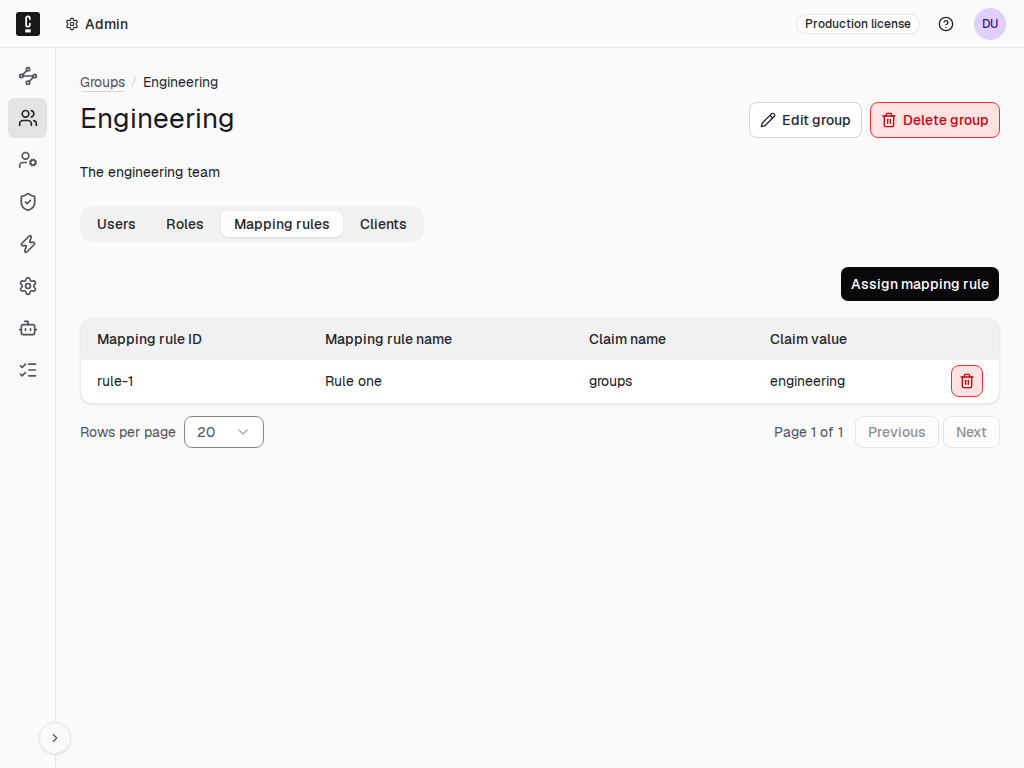 Admin
Production license
DU
Groups / Engineering
Engineering
Edit group
Delete group
The engineering team
Users Roles Mapping rules Clients
Assign mapping rule
Mapping rule ID Mapping rule name Claim name Claim value
rule-1 Rule one groups engineering
Rows per page 20 Page 1 of 1 Previous Next